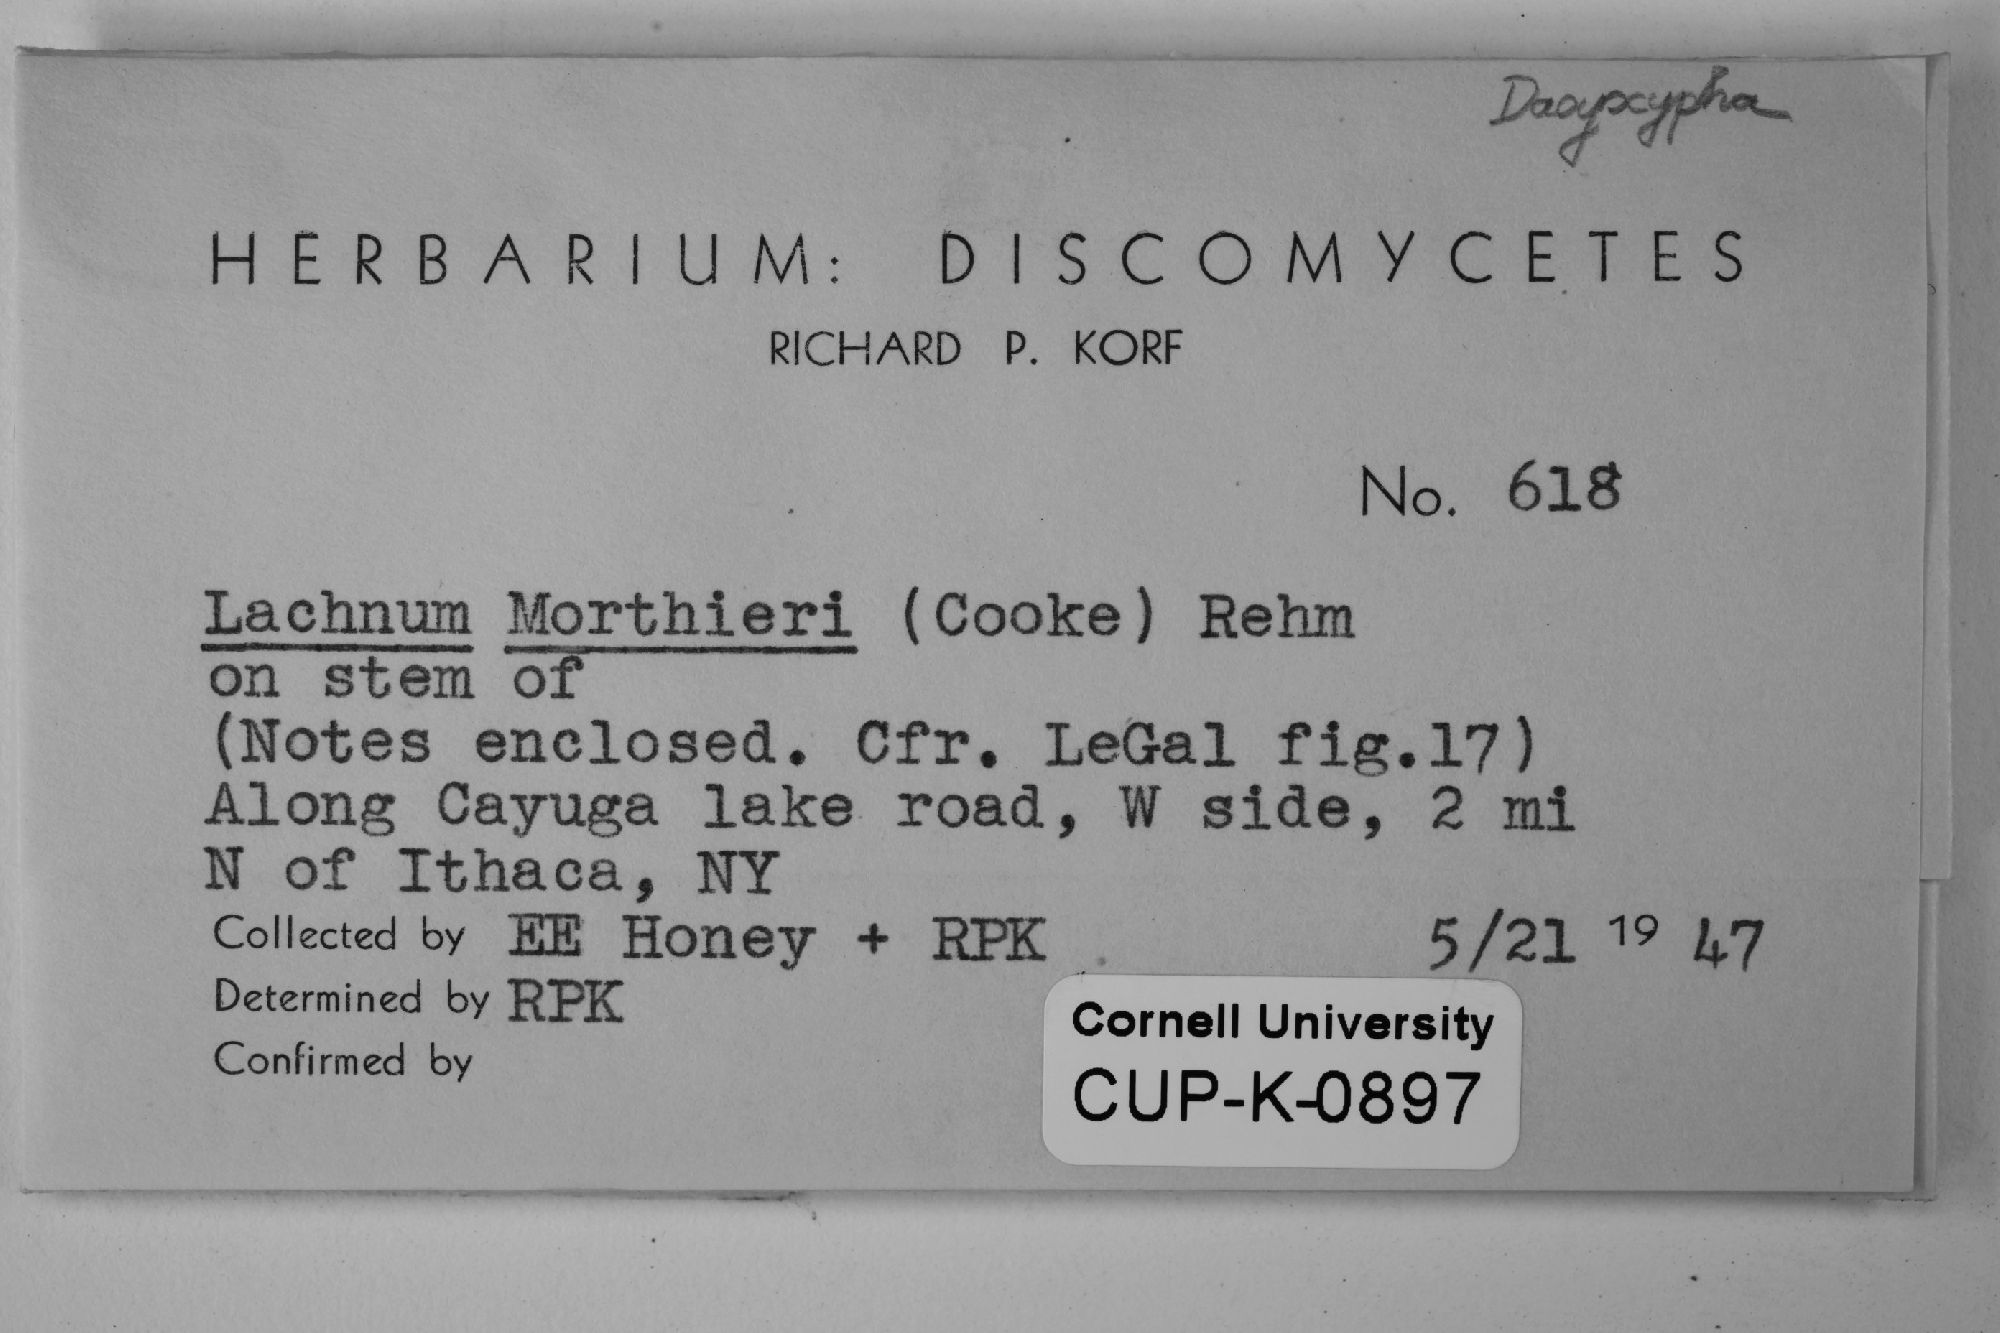 Dasyscypha
HERBARIUM: DISCOMYCETES
RICHARD P. KORF
No. 618
Lachnum Morthieri (Cooke) Rehm
on stem of
(Notes enclosed. Cfr. LeGal fig.17)
Along Cayuga lake road, W side, 2 mi
N of Ithaca, NY
Collected by EE Honey + RPK 5/21 19 47
Determined by RPK
Confirmed by
Cornell University
CUP-K-0897